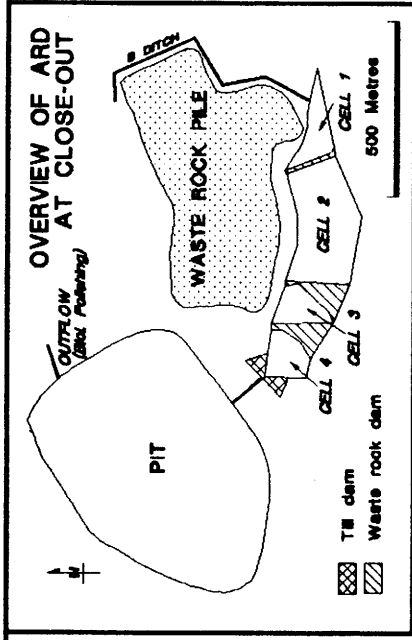 OVERVIEW OF ARD
AT CLOSE-OUT
OUTFLOW
(Biol. Polishing)
B DITCH
WASTE ROCK PILE
PIT
N
CELL 1
CELL 2
CELL 3
CELL 4
500 Metres
Till dam
Waste rock dam